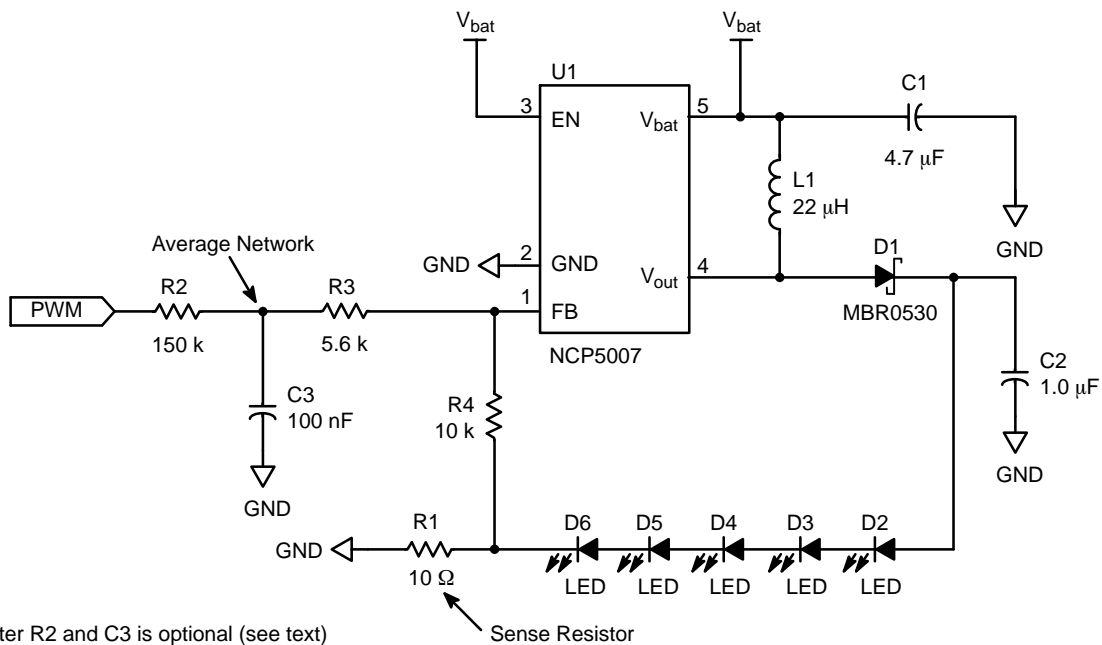 Vbat
Vbat
U1
C1
3
EN
Vbat
5
4.7 µF
L1
22 µH
GND
Average Network
GND
2
GND
D1
Vout
4
R2
R3
1
PWM
FB
MBR0530
150 k
5.6 k
NCP5007
C2
1.0 µF
C3
100 nF
R4
10 k
GND
GND
R1
D6
D5
D4
D3
D2
GND
10 Ω
LED
LED
LED
LED
LED
ter R2 and C3 is optional (see text)
Sense Resistor